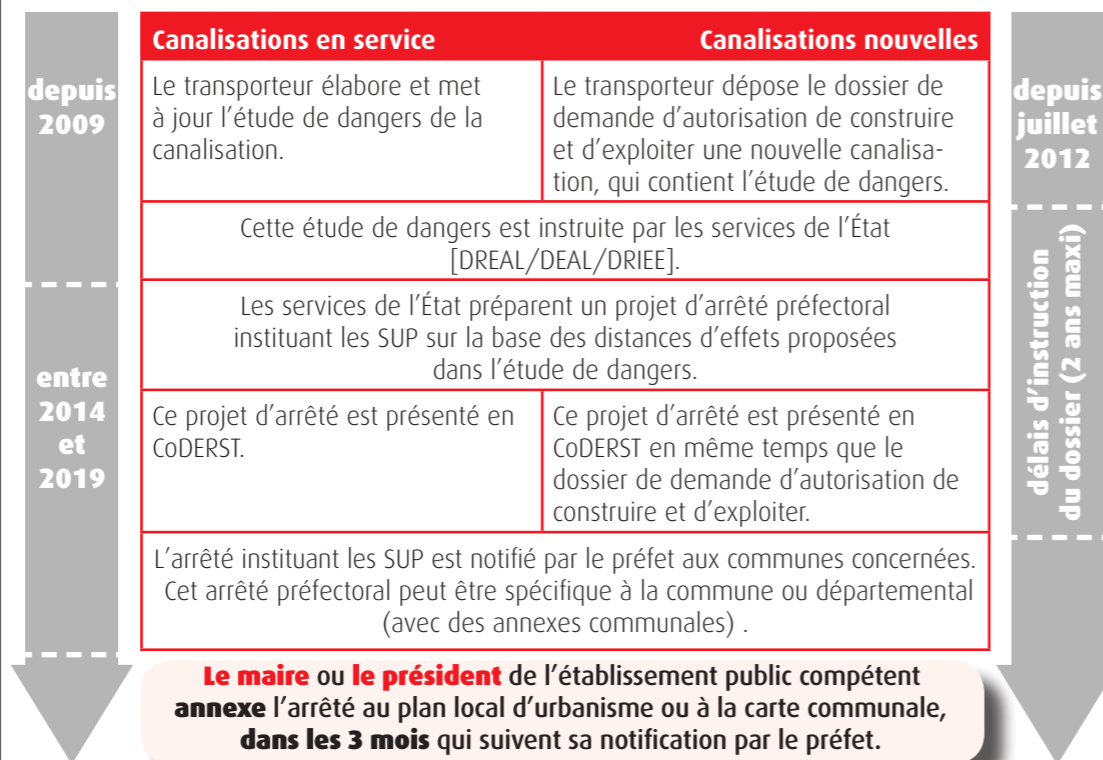 Canalisations en service
Canalisations nouvelles
depuis
2009
Le transporteur élabore et met
à jour l'étude de dangers de la
canalisation.
Le transporteur dépose le dossier de
demande d'autorisation de construire
et d'exploiter une nouvelle canalisa-
tion, qui contient l'étude de dangers.
depuis
juillet
2012
Cette étude de dangers est instruite par les services de l'État
[DREAL/DEAL/DRIEE].
Les services de l'État préparent un projet d'arrêté préfectoral
instituant les SUP sur la base des distances d'effets proposées
dans l'étude de dangers.
délais d'instruction
du dossier (2 ans maxi)
entre
2014
et
2019
Ce projet d'arrêté est présenté en
CoDERST.
Ce projet d'arrêté est présenté en
CoDERST en même temps que le
dossier de demande d'autorisation de
construire et d'exploiter.
L'arrêté instituant les SUP est notifié par le préfet aux communes concernées.
Cet arrêté préfectoral peut être spécifique à la commune ou départemental
(avec des annexes communales) .
Le maire ou le président de l'établissement public compétent
annexe l'arrêté au plan local d'urbanisme ou à la carte communale,
dans les 3 mois qui suivent sa notification par le préfet.